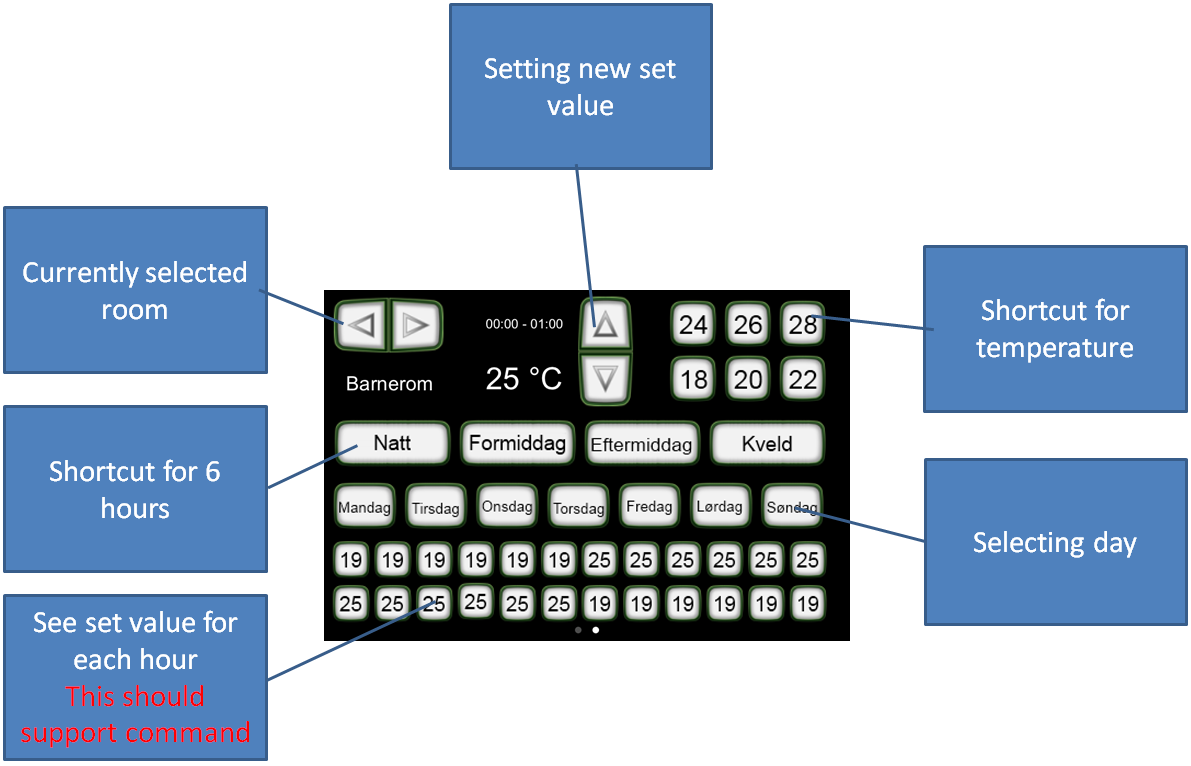 Setting new set
value
Currently selected
room
Shortcut for
temperature
00:00 - 01:00
24 26 28
Barnerom
25 °C
18 20 22
Shortcut for 6
hours
Natt Formiddag Eftermiddag Kveld
Mandag Tirsdag Onsdag Torsdag Fredag Lørdag Søndag
Selecting day
19 19 19 19 19 19 25 25 25 25 25 25
25 25 25 25 25 25 19 19 19 19 19 19
See set value for
each hour
This should
support command